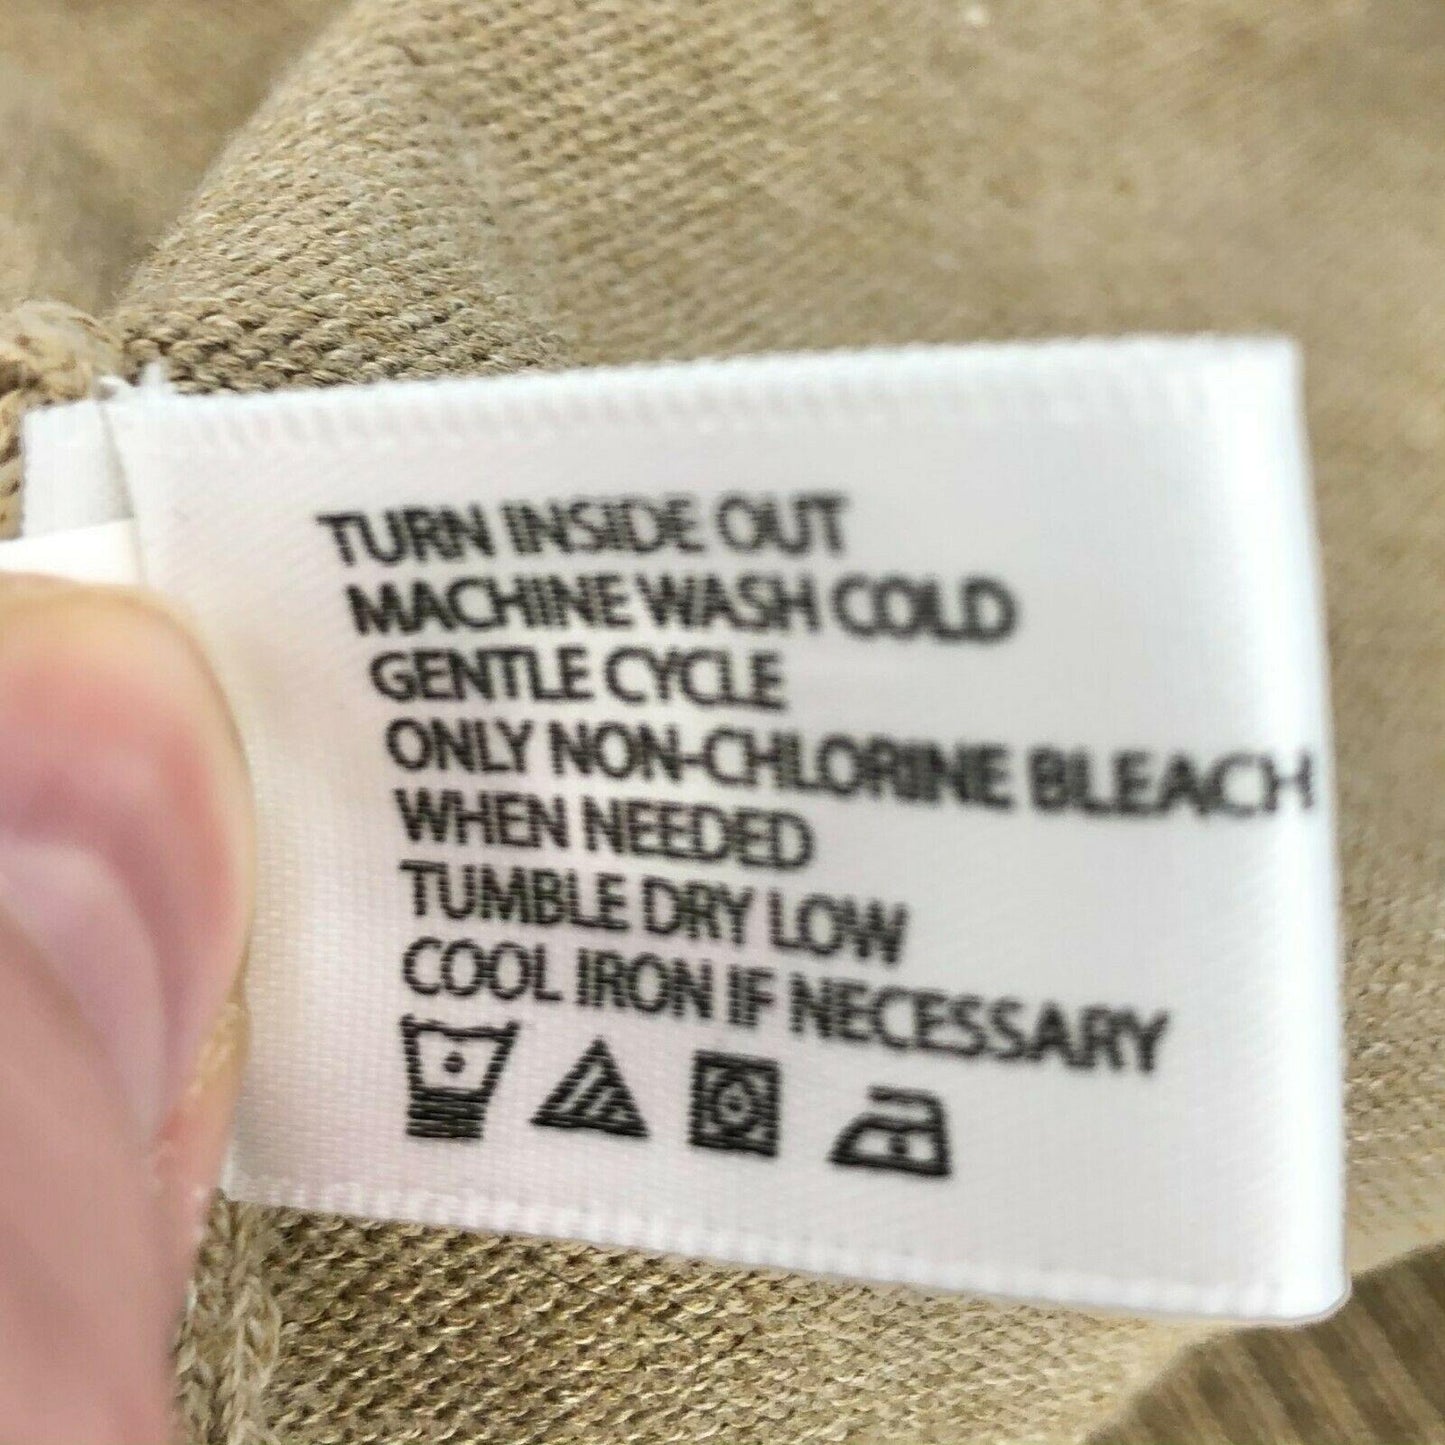 TURN INSIDE OUT
MACHINE WASH COLD
GENTLE CYCLE
ONLY NON-CHLORINE BLEACH
WHEN NEEDED
TUMBLE DRY LOW
COOL IRON IF NECESSARY